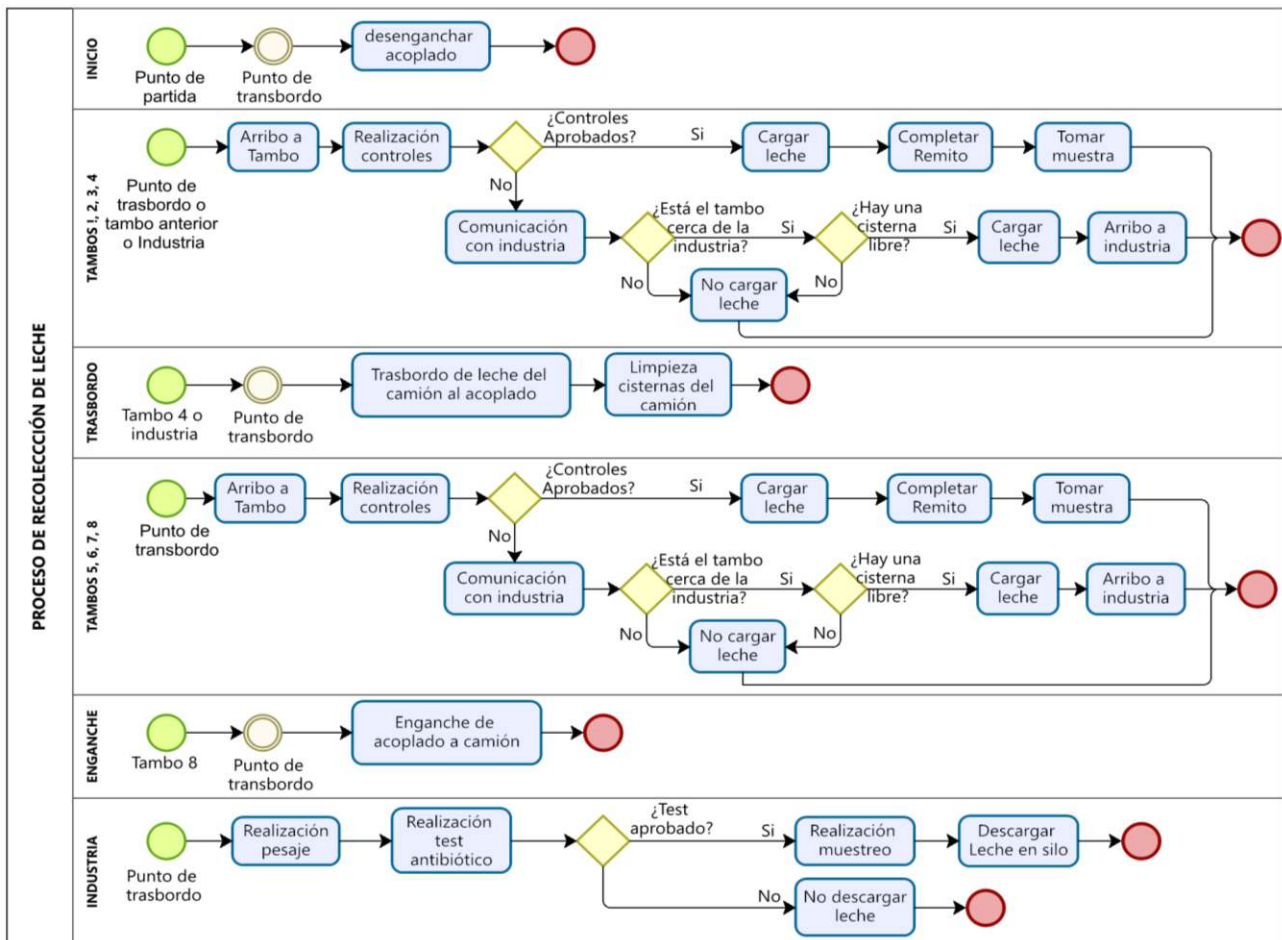 PROCESO DE RECOLECCCIÓN DE LECHE
INICIO
Punto de
partida
Punto de
transbordo
desenganchar
acoplado
TAMBOS 1, 2, 3, 4
Punto de
trasbordo o
tambo anterior
o Industria
Arribo a
Tambo
Realización
controles
¿Controles
Aprobados?
Si
Cargar
leche
Completar
Remito
Tomar
muestra
No
Comunicación
con industria
¿Está el tambo
cerca de la
industria?
Si
¿Hay una
cisterna
libre?
Si
Cargar
leche
Arribo a
industria
No
No cargar
leche
No
TRASBORDO
Tambo 4 o
industria
Punto de
transbordo
Trasbordo de leche del
camión al acoplado
Limpieza
cisternas del
camión
TAMBOS 5, 6, 7, 8
Punto de
transbordo
Arribo a
Tambo
Realización
controles
¿Controles
Aprobados?
Si
Cargar
leche
Completar
Remito
Tomar
muestra
No
Comunicación
con industria
¿Está el tambo
cerca de la
industria?
Si
¿Hay una
cisterna
libre?
Si
Cargar
leche
Arribo a
industria
No
No cargar
leche
No
ENGANCHE
Tambo 8
Punto de
transbordo
Enganche de
acoplado a camión
INDUSTRIA
Punto de
trasbordo
Realización
pesaje
Realización
test
antibiótico
¿Test
aprobado?
Si
Realización
muestreo
Descargar
Leche en silo
No
No descargar
leche